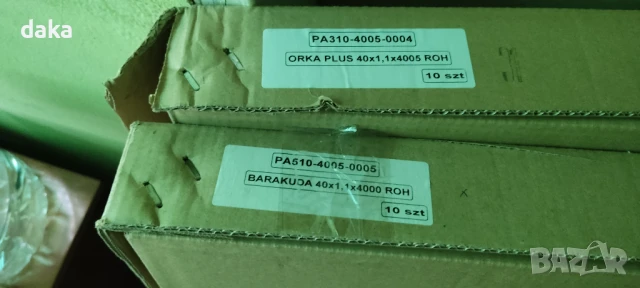 daka
PA310-4005-0004
ORKA PLUS 40x1,1x4005 ROH
10 szt
PA510-4005-0005
BARAKUDA 40x1,1x4000 ROH
10 szt
BAZAR